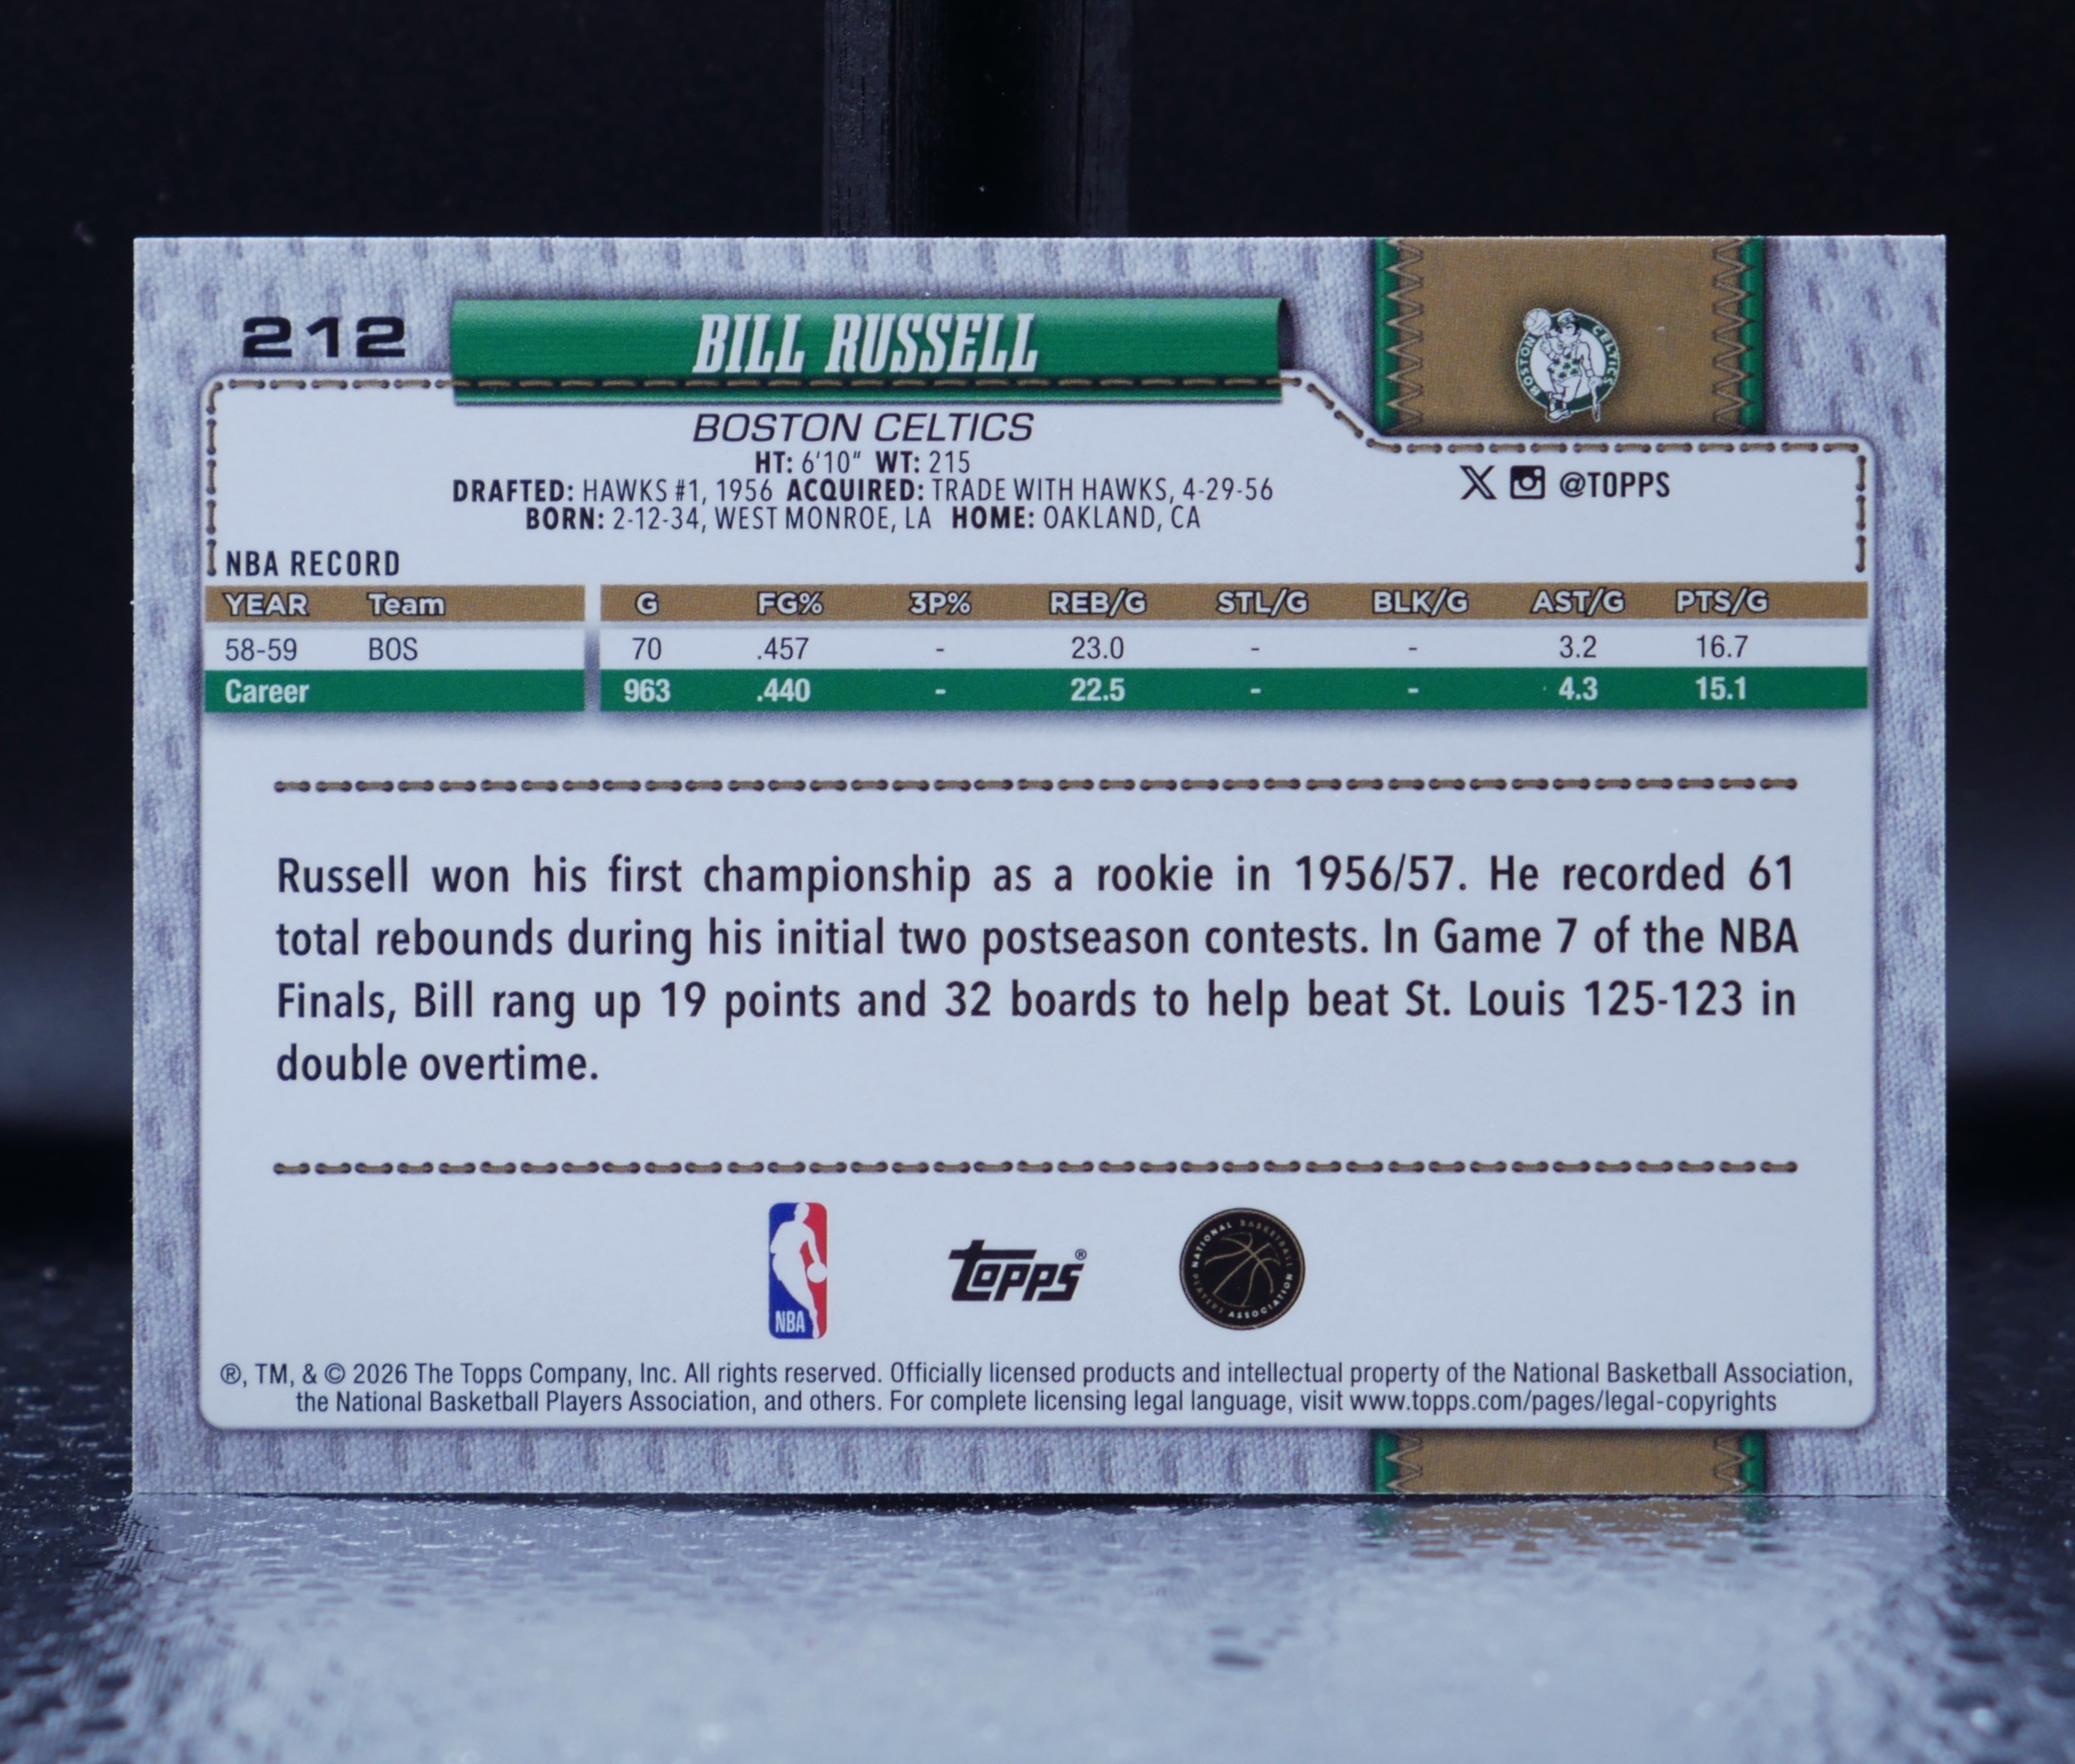 212
BILL RUSSELL
BOSTON CELTICS
BOSTON CELTICS
HT: 6'10" WT: 215
DRAFTED: HAWKS #1, 1956 ACQUIRED: TRADE WITH HAWKS, 4-29-56
BORN: 2-12-34, WEST MONROE, LA HOME: OAKLAND, CA
X @TOPPS
NBA RECORD
YEAR Team G FG% 3P% REB/G STL/G BLK/G AST/G PTS/G
58-59 BOS 70 .457 - 23.0 - - 3.2 16.7
Career 963 .440 - 22.5 - - 4.3 15.1
Russell won his first championship as a rookie in 1956/57. He recorded 61
total rebounds during his initial two postseason contests. In Game 7 of the NBA
Finals, Bill rang up 19 points and 32 boards to help beat St. Louis 125-123 in
double overtime.
NBA
topps®
NATIONAL BASKETBALL PLAYERS ASSOCIATION
®, TM, & © 2026 The Topps Company, Inc. All rights reserved. Officially licensed products and intellectual property of the National Basketball Association,
the National Basketball Players Association, and others. For complete licensing legal language, visit www.topps.com/pages/legal-copyrights